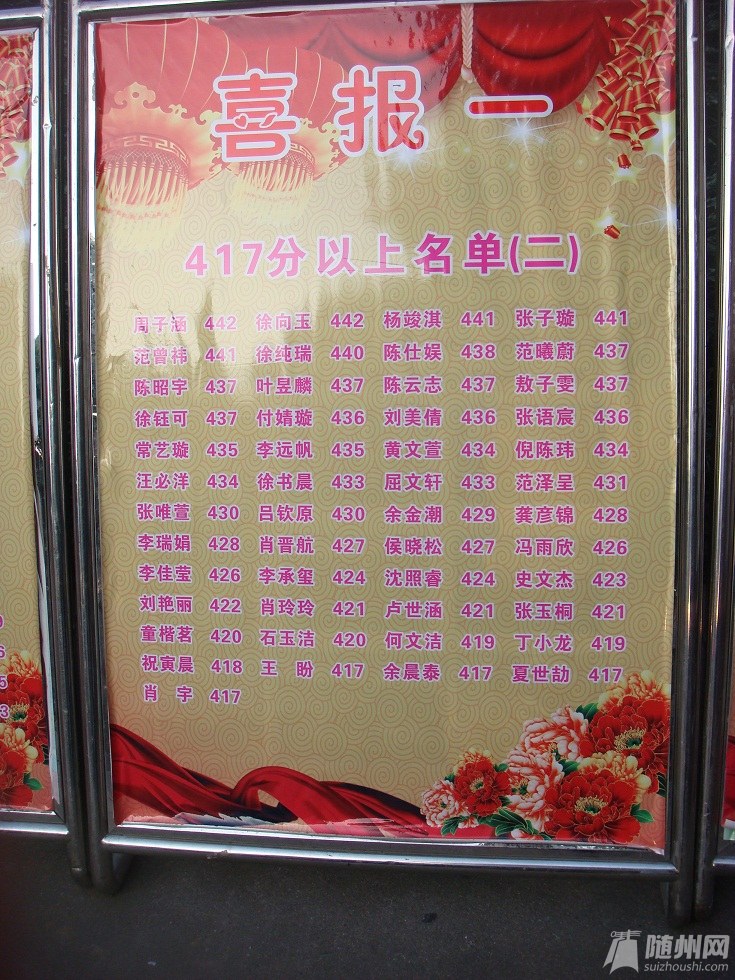 喜报一
417分以上名单(二)
周子涵 442 徐向玉 442 杨竣淇 441 张子璇 441
范曾祎 441 徐纯瑞 440 陈仕娱 438 范曦蔚 437
陈昭宇 437 叶昱麟 437 陈云志 437 敖子雯 437
徐钰可 437 付婧璇 436 刘美倩 436 张语宸 436
常艺璇 435 李远帆 435 黄文萱 434 倪陈玮 434
汪必洋 434 徐书晨 433 屈文轩 433 范泽呈 431
张唯萱 430 吕钦原 430 余金潮 429 龚彦锦 428
李瑞娟 428 肖晋航 427 侯晓松 427 冯雨欣 426
李佳莹 426 李承玺 424 沈照睿 424 史文杰 423
刘艳丽 422 肖玲玲 421 卢世涵 421 张玉桐 421
童楷茗 420 石玉洁 420 何文洁 419 丁小龙 419
祝寅晨 418 王 盼 417 余晨泰 417 夏世劼 417
肖 宇 417
随州网
suizhoushi.com